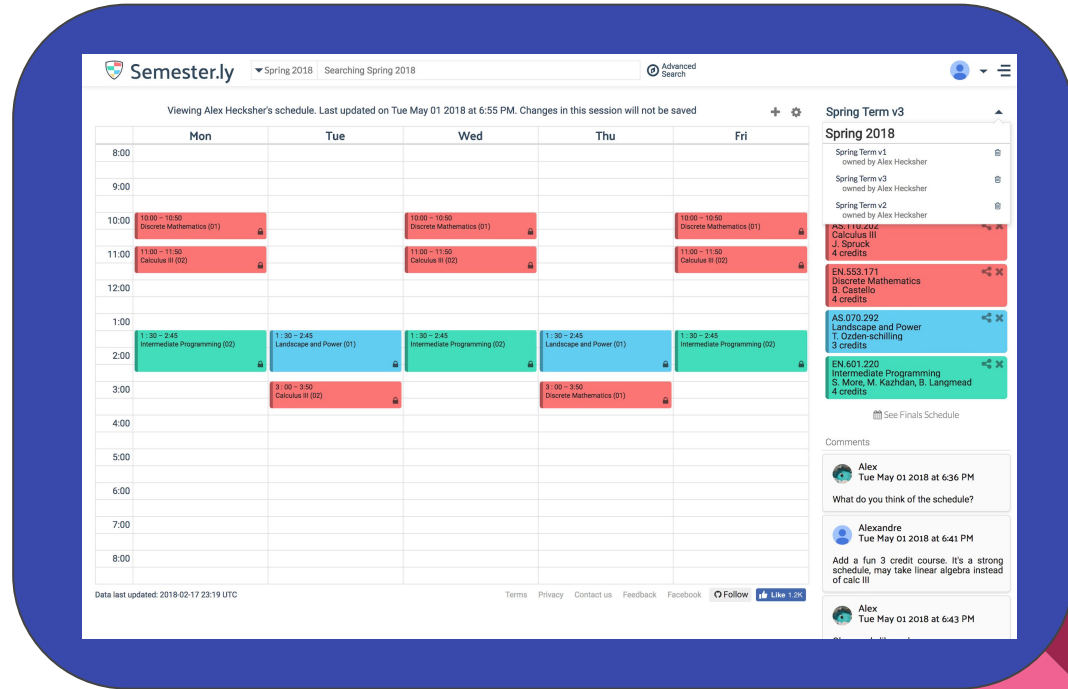 Semester.ly
Spring 2018
Searching Spring 2018
Advanced
Search
Viewing Alex Hecksher's schedule. Last updated on Tue May 01 2018 at 6:55 PM. Changes in this session will not be saved
Mon Tue Wed Thu Fri
8:00
9:00
10:00
10:00 – 10:50
Discrete Mathematics (01)
10:00 – 10:50
Discrete Mathematics (01)
10:00 – 10:50
Discrete Mathematics (01)
11:00
11:00 – 11:50
Calculus III (02)
11:00 – 11:50
Calculus III (02)
11:00 – 11:50
Calculus III (02)
12:00
1:00
1 : 30 – 2:45
Intermediate Programming (02)
1 : 30 – 2:45
Landscape and Power (01)
1 : 30 – 2:45
Intermediate Programming (02)
1 : 30 – 2:45
Landscape and Power (01)
1 : 30 – 2:45
Intermediate Programming (02)
2:00
3:00
3 : 00 – 3:50
Calculus III (02)
3 : 00 – 3:50
Discrete Mathematics (01)
4:00
5:00
6:00
7:00
8:00
Data last updated: 2018-02-17 23:19 UTC
Terms Privacy Contact us Feedback Facebook Follow Like 1.2K
Spring Term v3
Spring 2018
Spring Term v1
owned by Alex Hecksher
Spring Term v3
owned by Alex Hecksher
Spring Term v2
owned by Alex Hecksher
AS.110.202
Calculus III
J. Spruck
4 credits
EN.553.171
Discrete Mathematics
B. Castello
4 credits
AS.070.292
Landscape and Power
T. Ozden-schilling
3 credits
EN.601.220
Intermediate Programming
S. More, M. Kazhdan, B. Langmead
4 credits
See Finals Schedule
Comments
Alex
Tue May 01 2018 at 6:36 PM
What do you think of the schedule?
Alexandre
Tue May 01 2018 at 6:41 PM
Add a fun 3 credit course. It's a strong
schedule, may take linear algebra instead
of calc III
Alex
Tue May 01 2018 at 6:43 PM